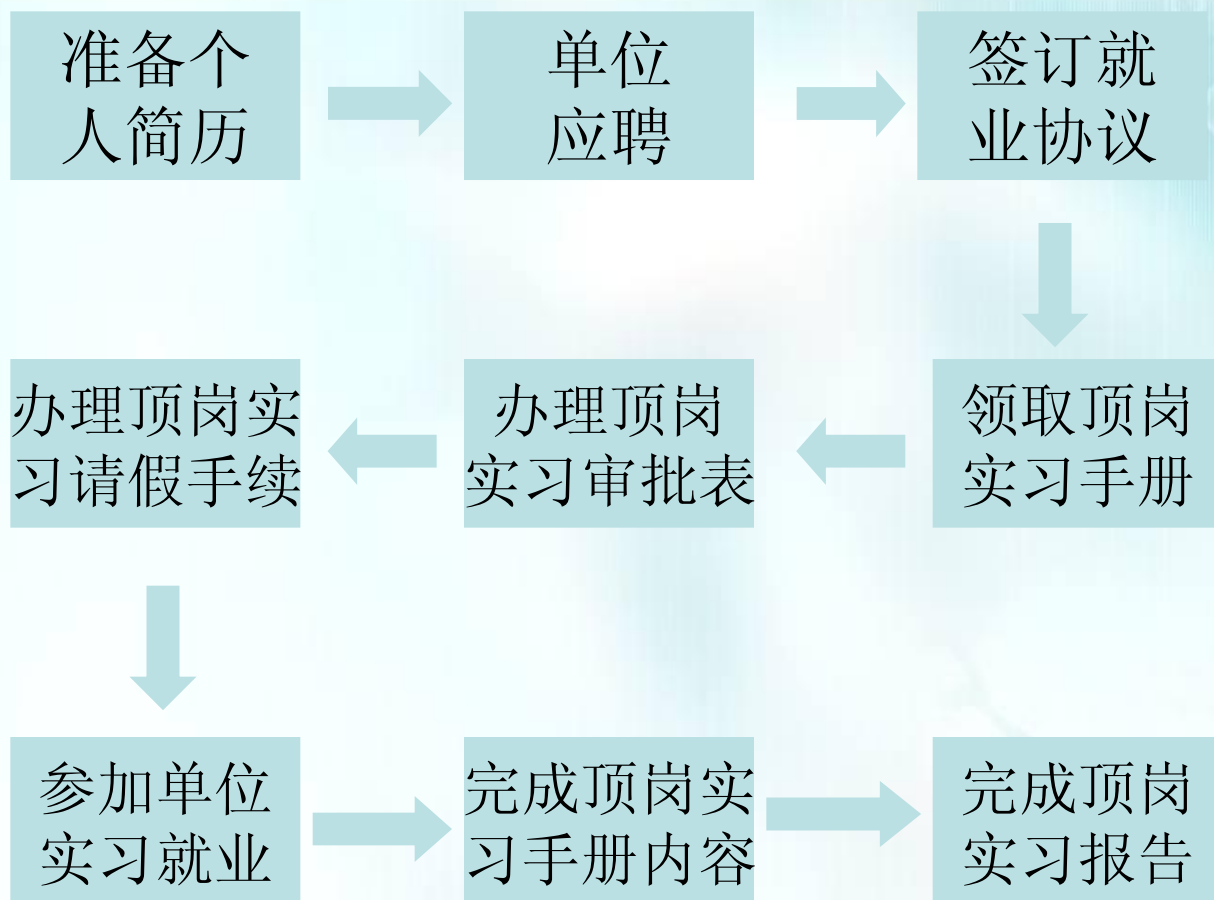 准备个
人简历
单位
应聘
签订就
业协议
领取顶岗
实习手册
办理顶岗
实习审批表
办理顶岗实
习请假手续
参加单位
实习就业
完成顶岗实
习手册内容
完成顶岗
实习报告